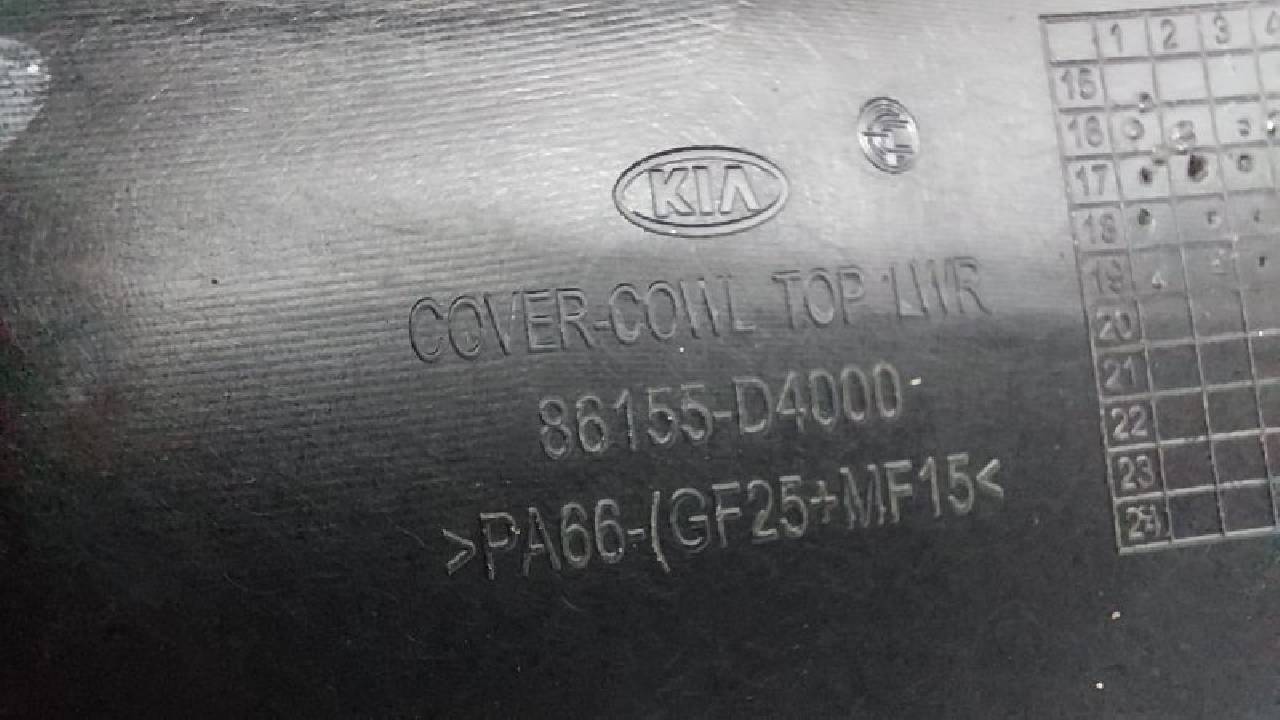 KIA
COVER-COWL TOP LWR
86155-D4000
>PA66-(GF25+MF15<
1 2 3 4
15
16
17
18
19
20
21
22
23
24